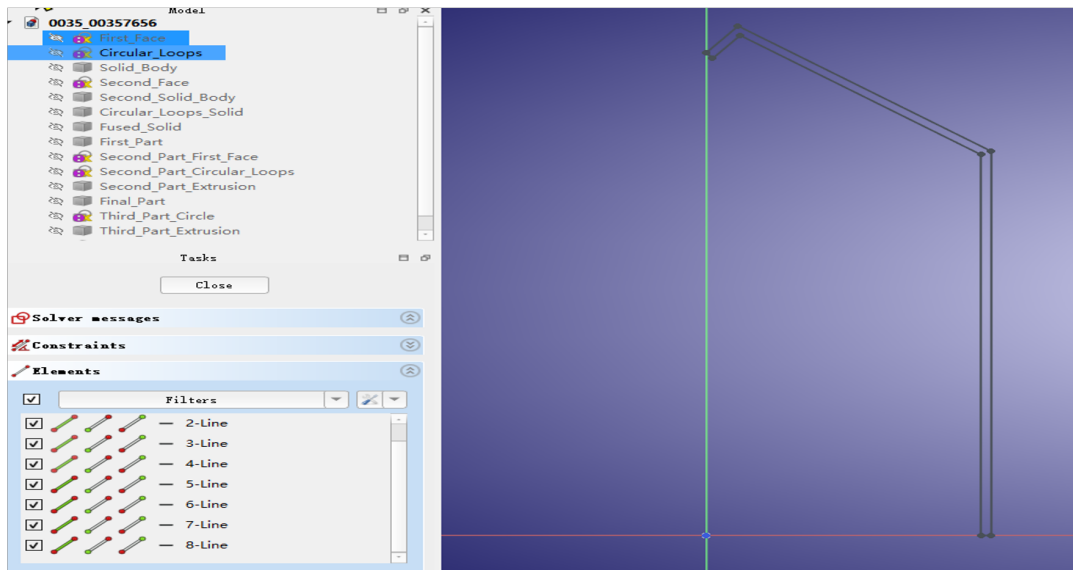 Model
0035_00357656
First_Face
Circular_Loops
Solid_Body
Second_Face
Second_Solid_Body
Circular_Loops_Solid
Fused_Solid
First_Part
Second_Part_First_Face
Second_Part_Circular_Loops
Second_Part_Extrusion
Final_Part
Third_Part_Circle
Third_Part_Extrusion
Tasks
Close
Solver messages
Constraints
Elements
Filters
2-Line
3-Line
4-Line
5-Line
6-Line
7-Line
8-Line